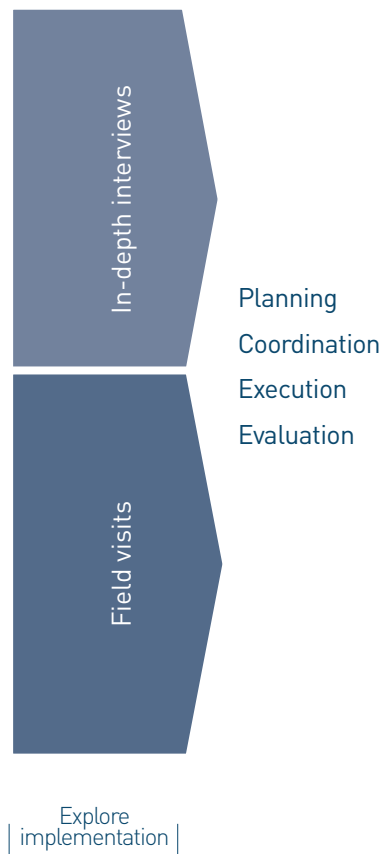 In-depth interviews
Planning
Coordination
Execution
Evaluation
Field visits
Explore
implementation